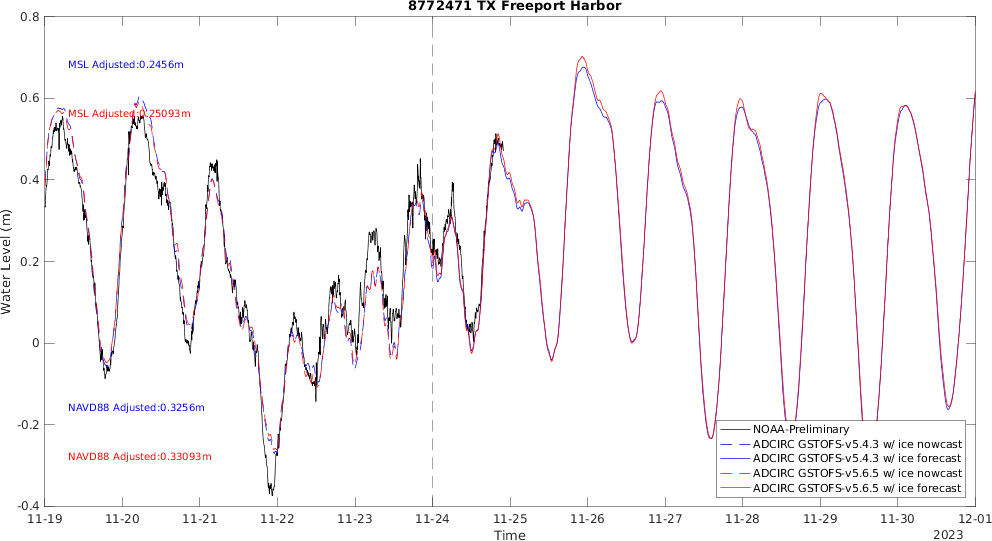 8772471 TX Freeport Harbor
0.8
0.6
0.4
0.2
0
-0.2
-0.4
Water Level (m)
MSL Adjusted:0.2456m
MSL Adjusted:0.25093m
NAVD88 Adjusted:0.3256m
NAVD88 Adjusted:0.33093m
NOAA-Preliminary
ADCIRC GSTOFS-v5.4.3 w/ ice nowcast
ADCIRC GSTOFS-v5.4.3 w/ ice forecast
ADCIRC GSTOFS-v5.6.5 w/ ice nowcast
ADCIRC GSTOFS-v5.6.5 w/ ice forecast
11-19 11-20 11-21 11-22 11-23 11-24 11-25 11-26 11-27 11-28 11-29 11-30 12-01
Time
2023